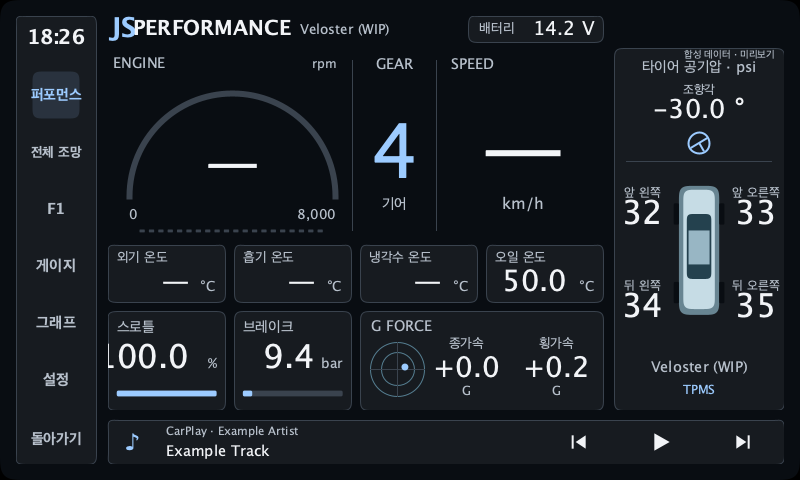 18:26
퍼포먼스
전체 조망
F1
게이지
그래프
설정
돌아가기
JS PERFORMANCE Veloster (WIP)
배터리 14.2 V
ENGINE rpm
0 8,000
GEAR
4
기어
SPEED
—
km/h
외기 온도
— °C
흡기 온도
— °C
냉각수 온도
— °C
오일 온도
50.0 °C
스로틀
100.0 %
브레이크
9.4 bar
G FORCE
종가속
+0.0
G
횡가속
+0.2
G
합성 데이터 · 미리보기
타이어 공기압 · psi
조향각
−30.0 °
앞 왼쪽
32
앞 오른쪽
33
뒤 왼쪽
34
뒤 오른쪽
35
Veloster (WIP)
TPMS
CarPlay · Example Artist
Example Track